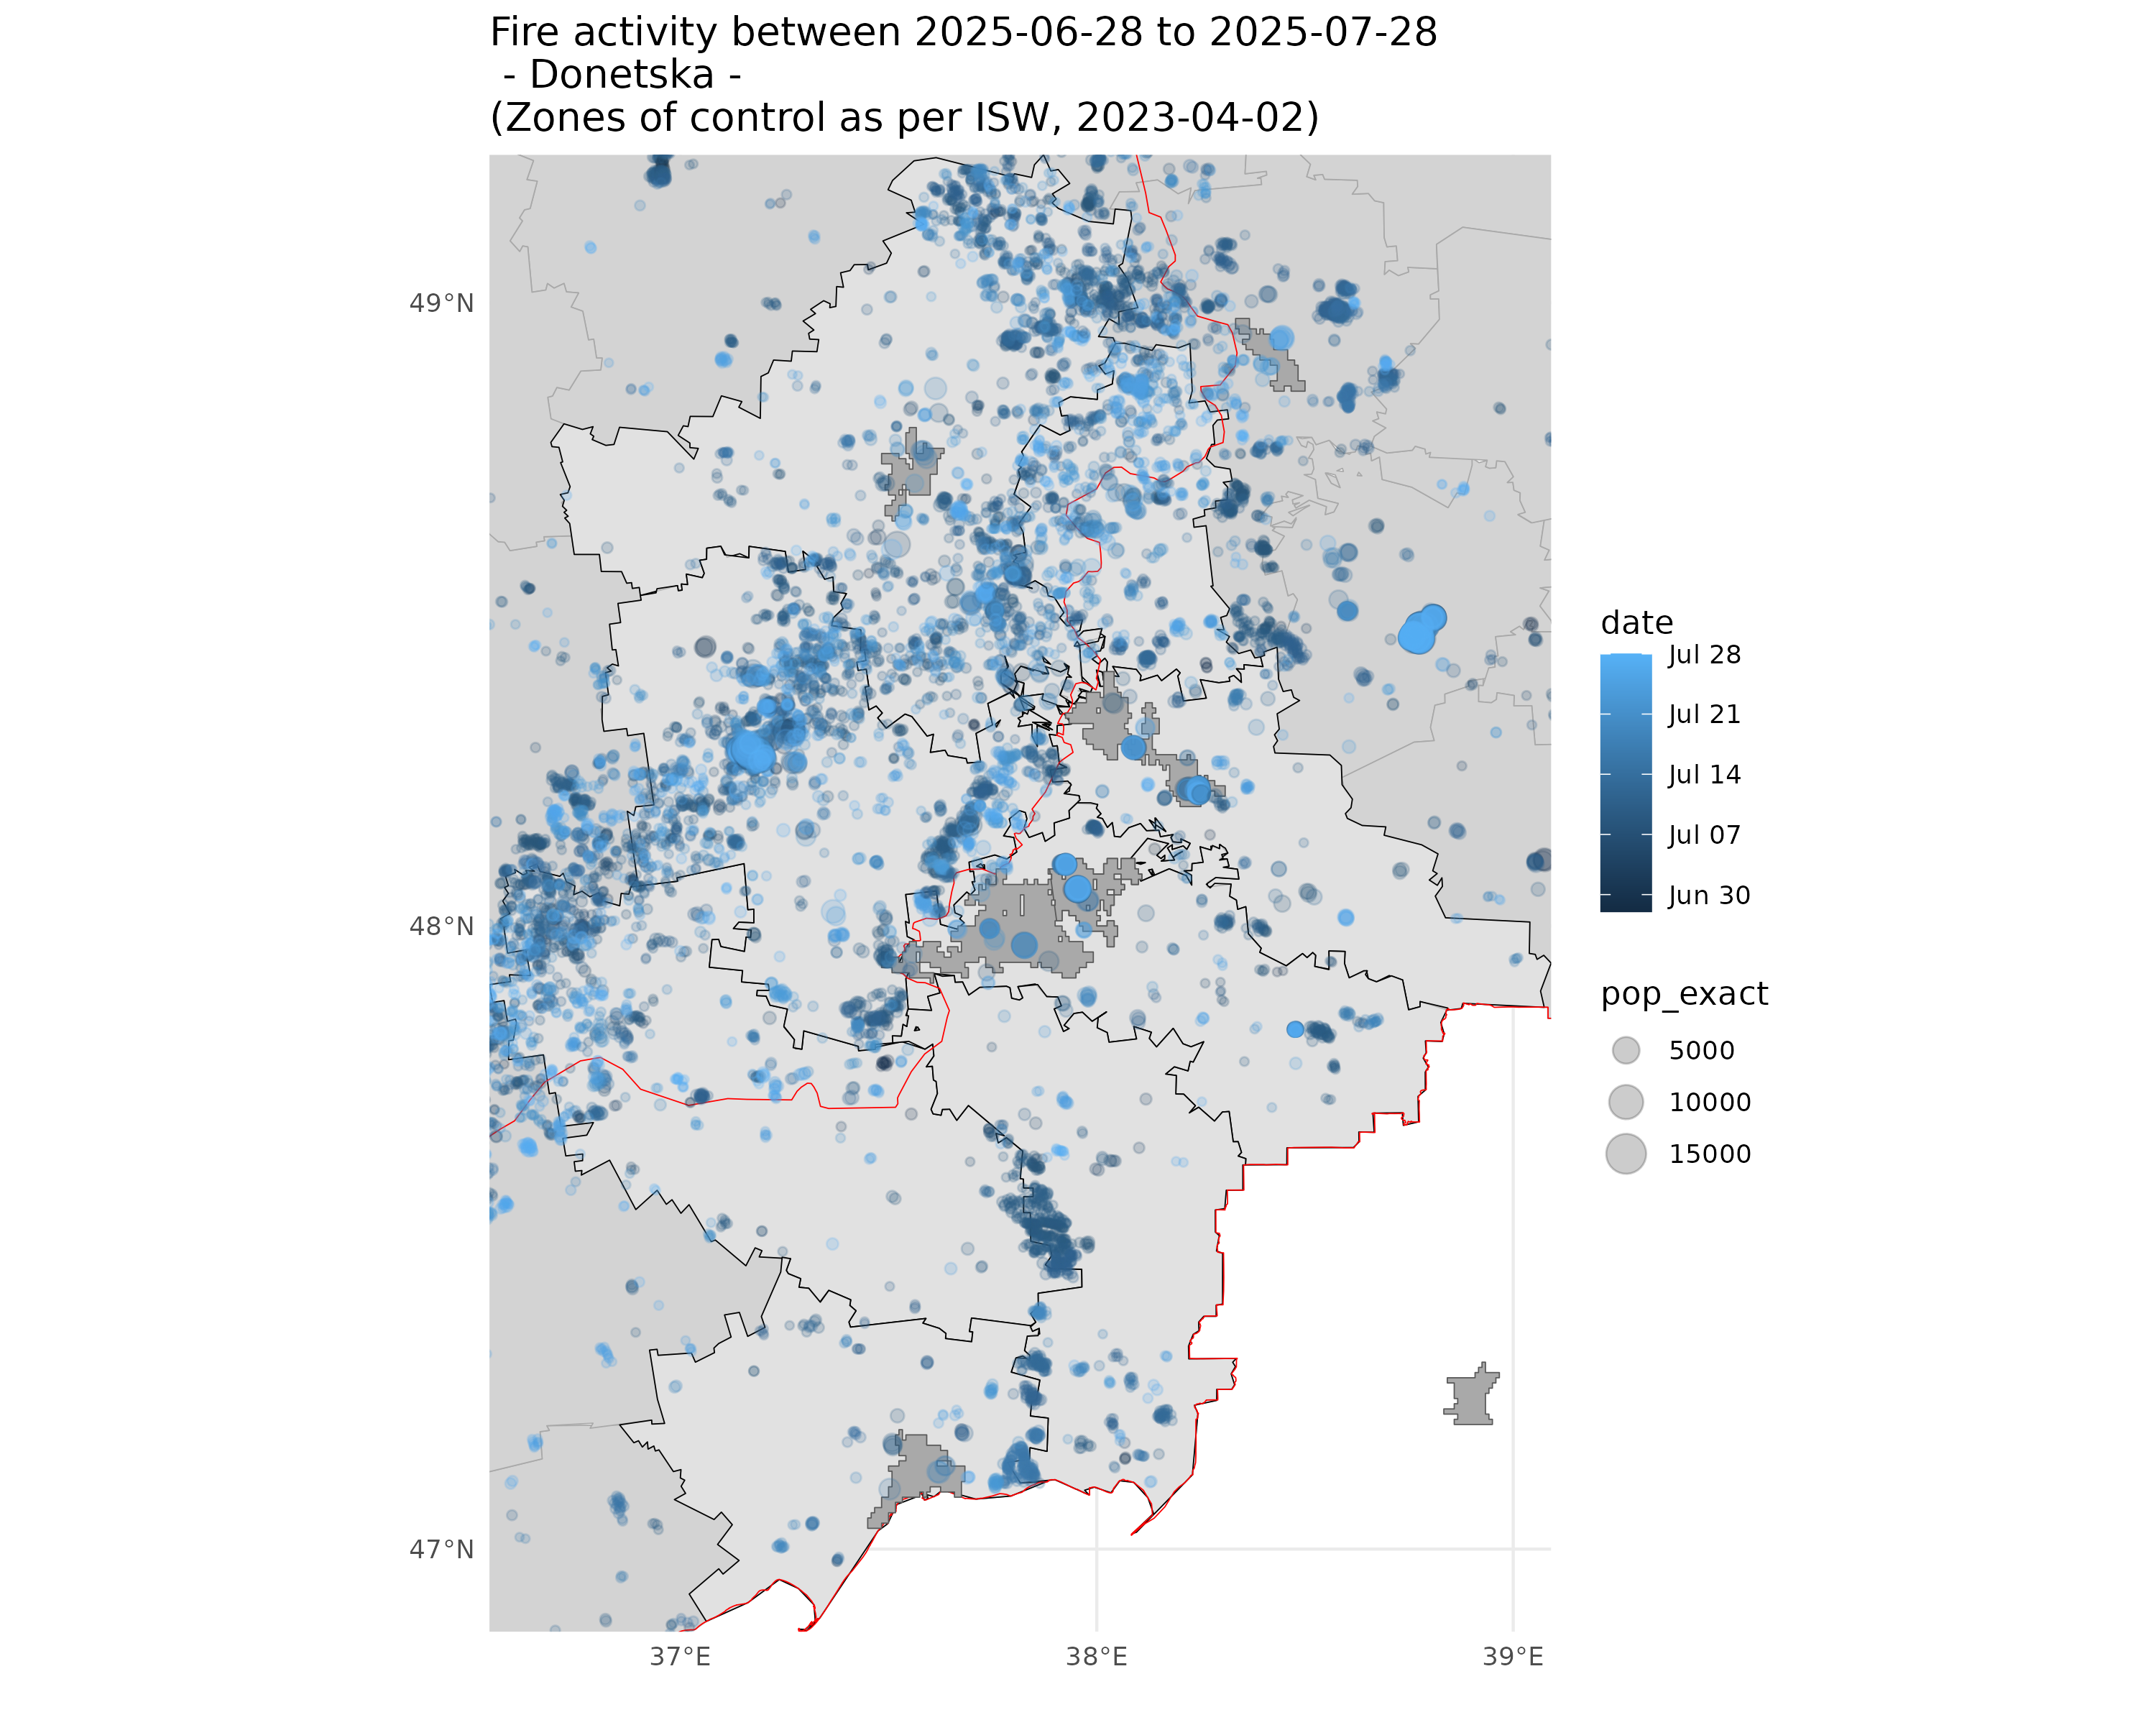 Fire activity between 2025-06-28 to 2025-07-28
- Donetska -
(Zones of control as per ISW, 2023-04-02)
49°N
48°N
47°N
37°E
38°E
39°E
date
Jul 28
Jul 21
Jul 14
Jul 07
Jun 30
pop_exact
5000
10000
15000